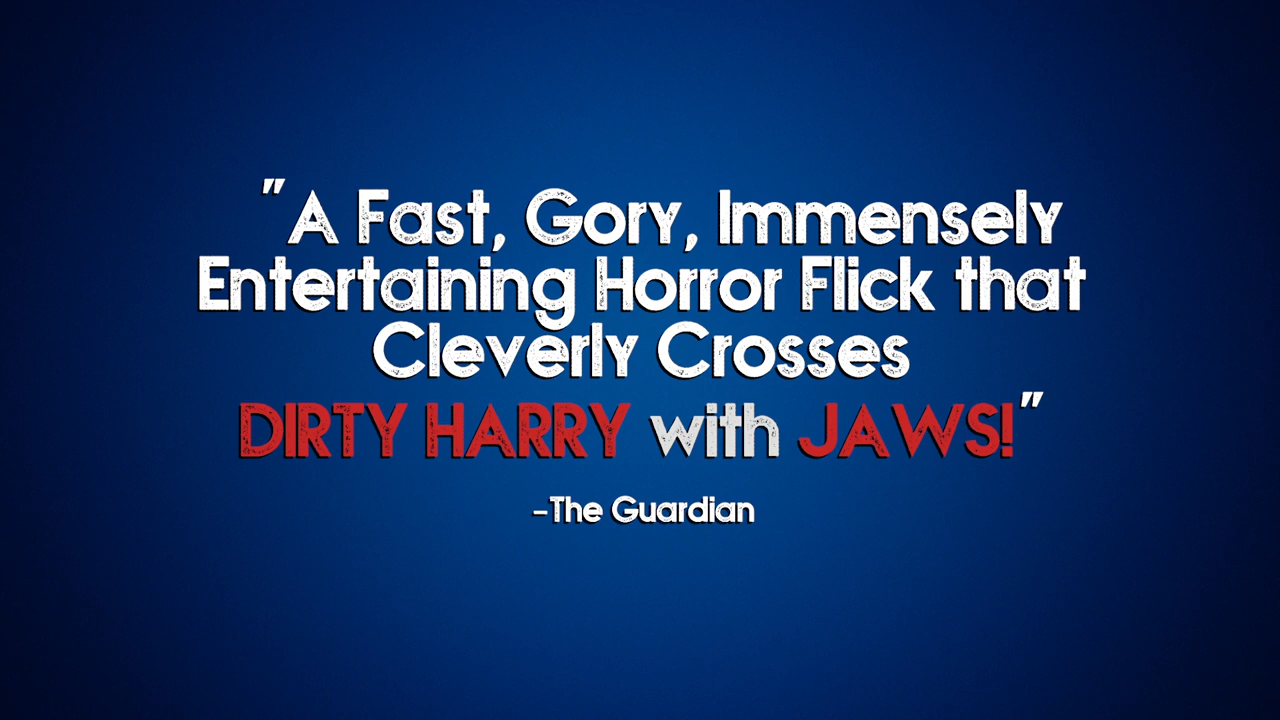 "A Fast, Gory, Immensely
Entertaining Horror Flick that
Cleverly Crosses
DIRTY HARRY with JAWS!"
-The Guardian